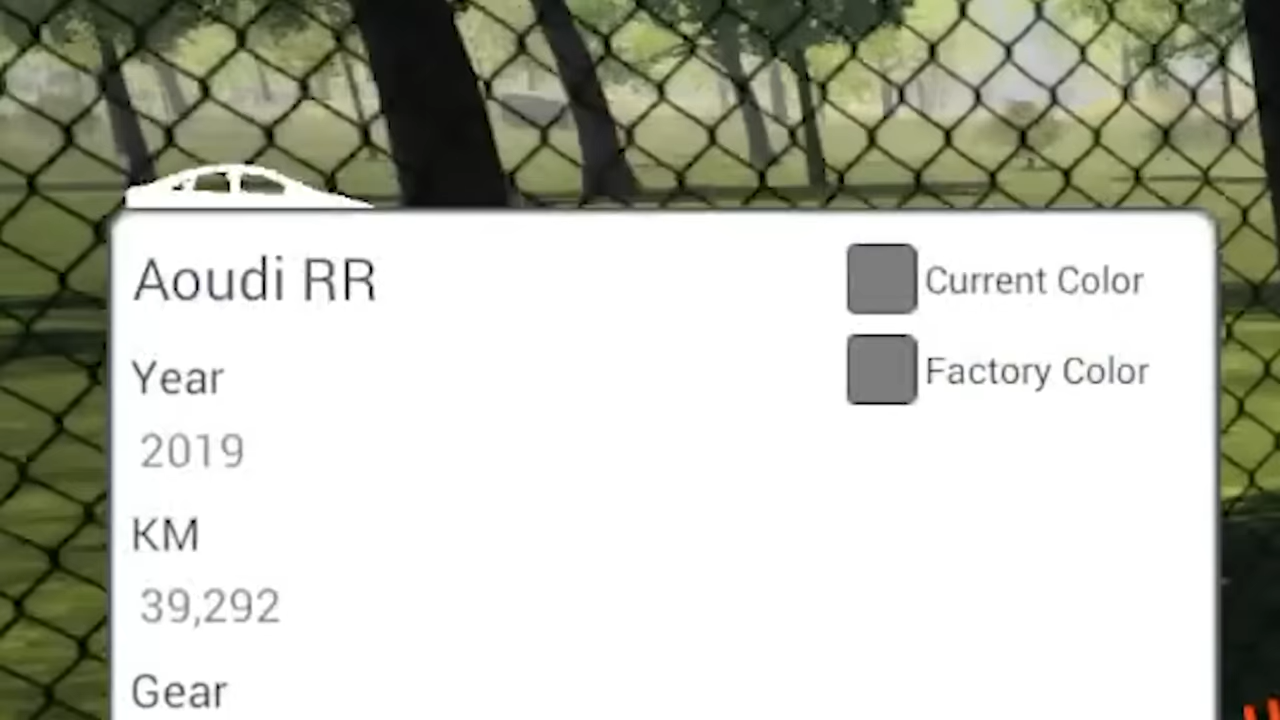 Aoudi RR
Current Color
Factory Color
Year
2019
KM
39,292
Gear